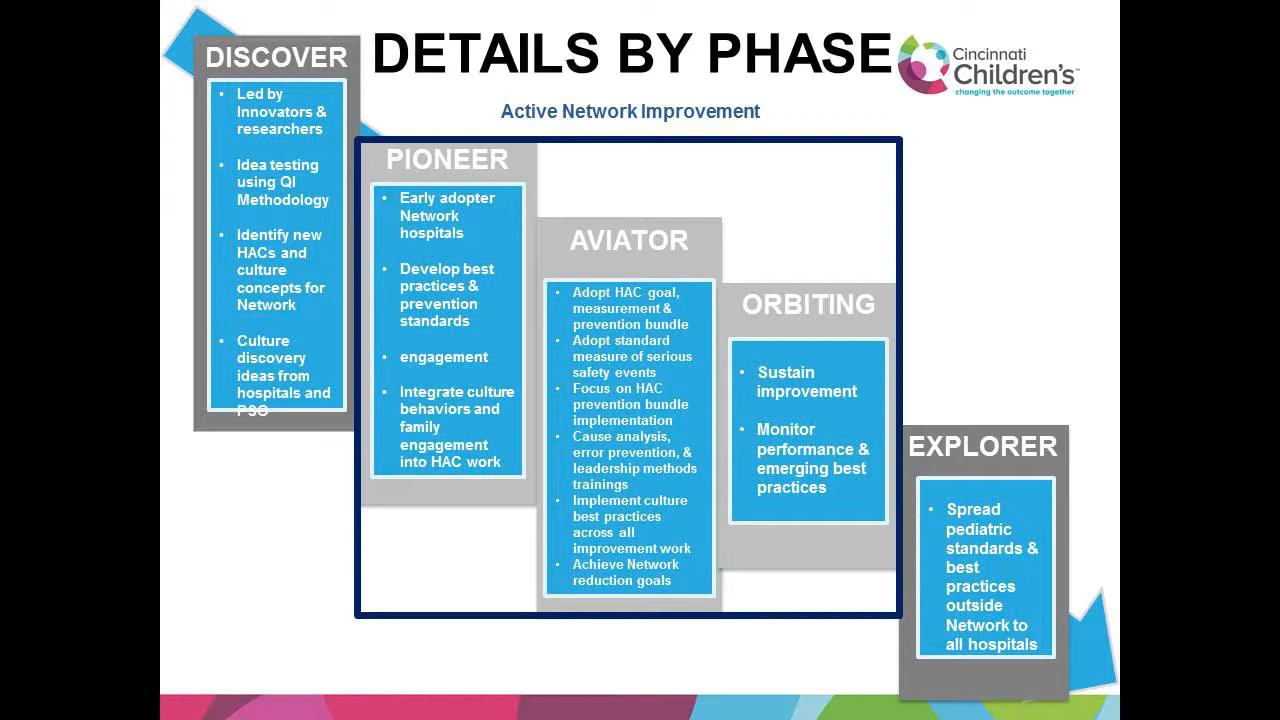 DETAILS BY PHASE
Cincinnati
Children's™
changing the outcome together
Active Network Improvement
DISCOVER
• Led by
Innovators &
researchers
• Idea testing
using QI
Methodology
• Identify new
HACs and
culture
concepts for
Network
• Culture
discovery
ideas from
hospitals and
PSO
PIONEER
• Early adopter
Network
hospitals
• Develop best
practices &
prevention
standards
• engagement
• Integrate culture
behaviors and
family
engagement
into HAC work
AVIATOR
• Adopt HAC goal,
measurement &
prevention bundle
• Adopt standard
measure of serious
safety events
• Focus on HAC
prevention bundle
implementation
• Cause analysis,
error prevention, &
leadership methods
trainings
• Implement culture
best practices
across all
improvement work
• Achieve Network
reduction goals
ORBITING
• Sustain
improvement
• Monitor
performance &
emerging best
practices
EXPLORER
• Spread
pediatric
standards &
best
practices
outside
Network to
all hospitals